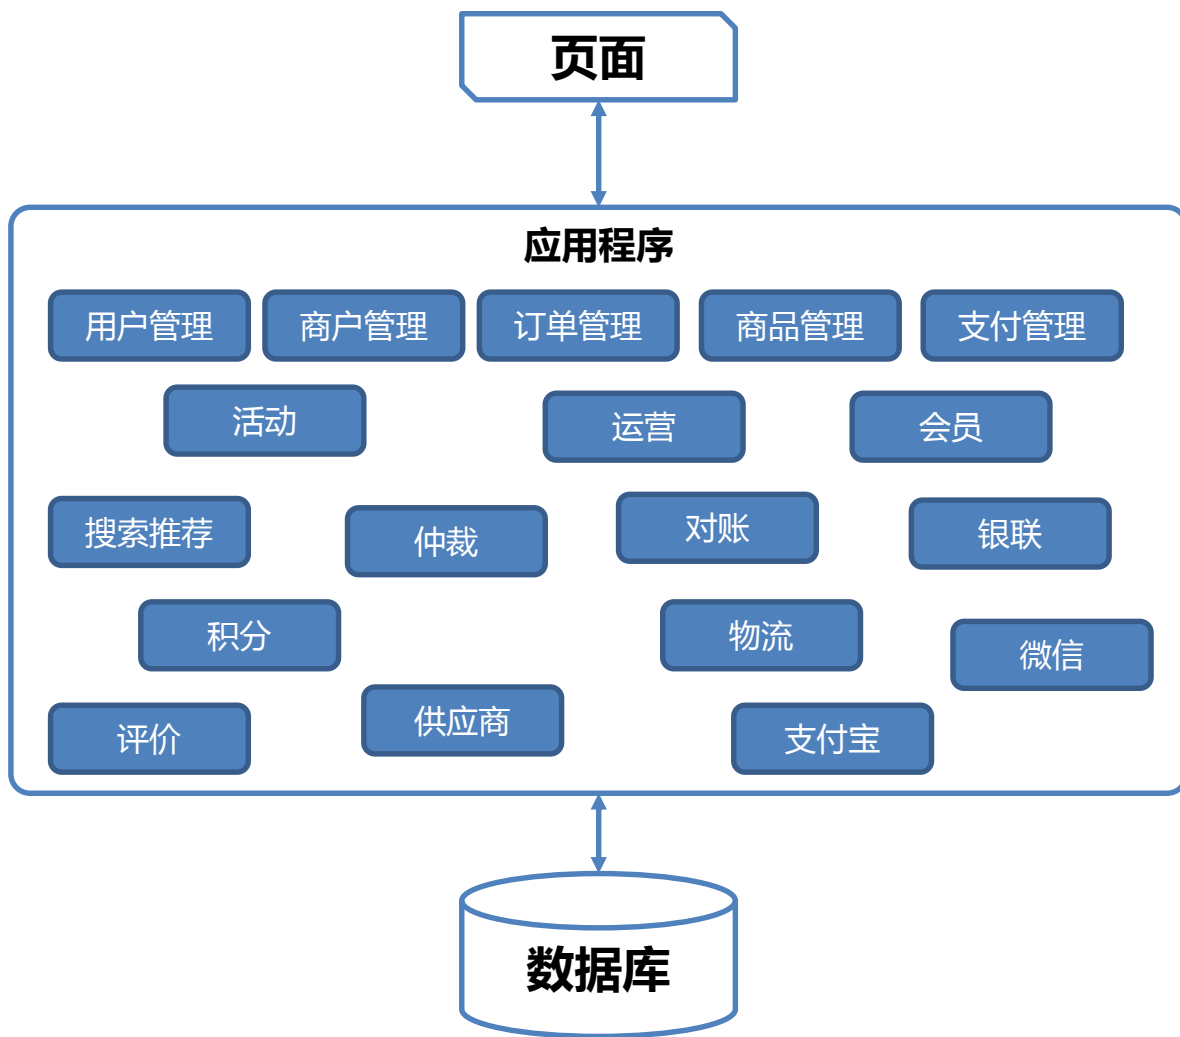 页面
应用程序
用户管理
商户管理
订单管理
商品管理
支付管理
活动
运营
会员
搜索推荐
仲裁
对账
银联
积分
物流
微信
评价
供应商
支付宝
数据库